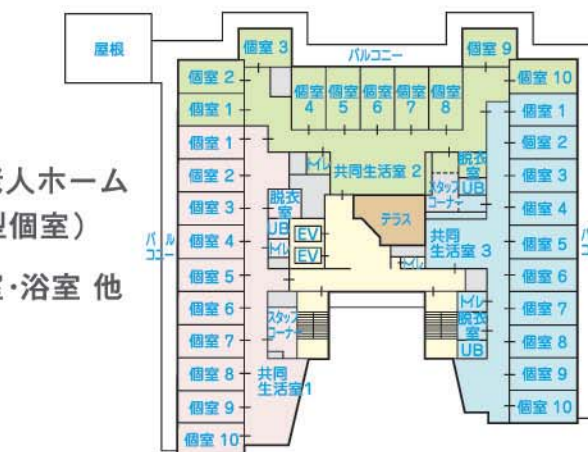 屋根
個室 3
バルコニー
個室 9
個室 2
個室 4
個室 5
個室 6
個室 7
個室 8
個室 10
個室 1
個室 1
個室 1
個室 2
トイレ
共同生活室 2
脱衣室
UB
スタッフコーナー
個室 2
個室 3
老人ホーム
型個室）
室・浴室 他
個室 3
脱衣室
UB
トイレ
EV
EV
テラス
共同生活室 3
トイレ
個室 4
バルコニー
個室 4
個室 5
個室 5
個室 6
個室 6
個室 7
スタッフコーナー
トイレ
脱衣室
UB
個室 7
個室 8
個室 8
共同生活室1
個室 9
個室 9
個室 10
個室 10